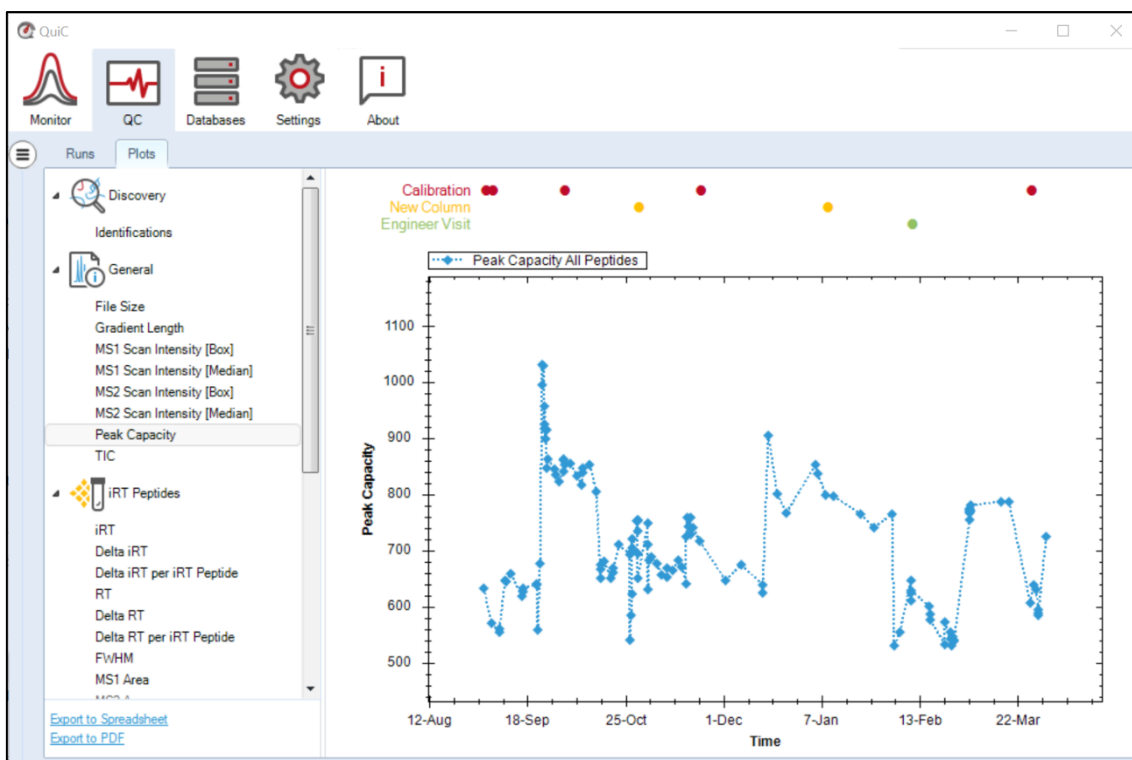 QuiC
Monitor
QC
Databases
Settings
About
Runs
Plots
Discovery
Identifications
General
File Size
Gradient Length
MS1 Scan Intensity [Box]
MS1 Scan Intensity [Median]
MS2 Scan Intensity [Box]
MS2 Scan Intensity [Median]
Peak Capacity
TIC
iRT Peptides
iRT
Delta iRT
Delta iRT per iRT Peptide
RT
Delta RT
Delta RT per iRT Peptide
FWHM
MS1 Area
Export to Spreadsheet
Export to PDF
Calibration
New Column
Engineer Visit
Peak Capacity All Peptides
Peak Capacity
1100
1000
900
800
700
600
500
12-Aug
18-Sep
25-Oct
1-Dec
7-Jan
13-Feb
22-Mar
Time